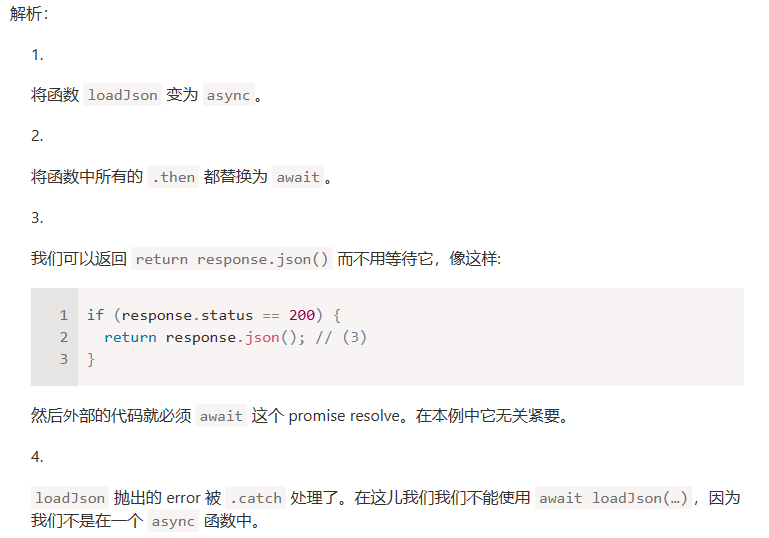 解析：
1.
将函数 loadJson 变为 async。
2.
将函数中所有的 .then 都替换为 await。
3.
我们可以返回 return response.json() 而不用等待它，像这样:
1 if (response.status == 200) {
2   return response.json(); // (3)
3 }
然后外部的代码就必须 await 这个 promise resolve。在本例中它无关紧要。
4.
loadJson 抛出的 error 被 .catch 处理了。在这儿我们我们不能使用 await loadJson(…)，因为
我们不是在一个 async 函数中。